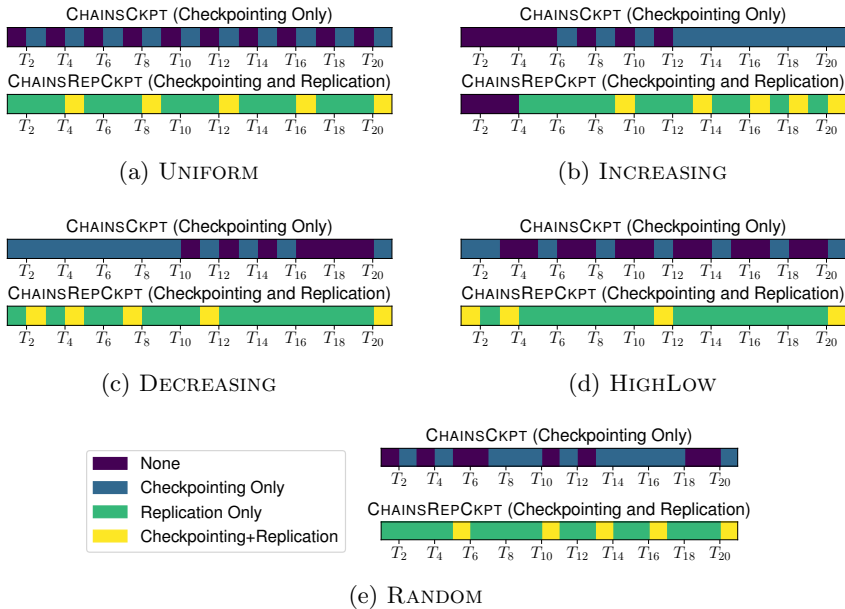 CHAINSCKPT (Checkpointing Only)
T2 T4 T6 T8 T10 T12 T14 T16 T18 T20
CHAINSREPCKPT (Checkpointing and Replication)
T2 T4 T6 T8 T10 T12 T14 T16 T18 T20
(a) UNIFORM
CHAINSCKPT (Checkpointing Only)
T2 T4 T6 T8 T10 T12 T14 T16 T18 T20
CHAINSREPCKPT (Checkpointing and Replication)
T2 T4 T6 T8 T10 T12 T14 T16 T18 T20
(b) INCREASING
CHAINSCKPT (Checkpointing Only)
T2 T4 T6 T8 T10 T12 T14 T16 T18 T20
CHAINSREPCKPT (Checkpointing and Replication)
T2 T4 T6 T8 T10 T12 T14 T16 T18 T20
(c) DECREASING
CHAINSCKPT (Checkpointing Only)
T2 T4 T6 T8 T10 T12 T14 T16 T18 T20
CHAINSREPCKPT (Checkpointing and Replication)
T2 T4 T6 T8 T10 T12 T14 T16 T18 T20
(d) HIGHLOW
None
Checkpointing Only
Replication Only
Checkpointing+Replication
CHAINSCKPT (Checkpointing Only)
T2 T4 T6 T8 T10 T12 T14 T16 T18 T20
CHAINSREPCKPT (Checkpointing and Replication)
T2 T4 T6 T8 T10 T12 T14 T16 T18 T20
(e) RANDOM